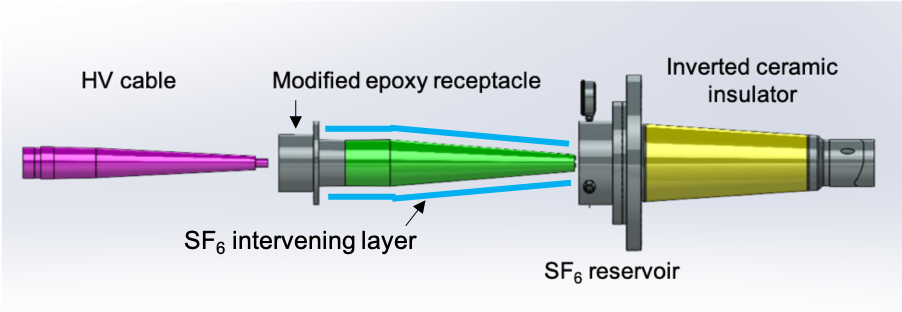 HV cable
Modified epoxy receptacle
Inverted ceramic
insulator
SF₆ intervening layer
SF₆ reservoir